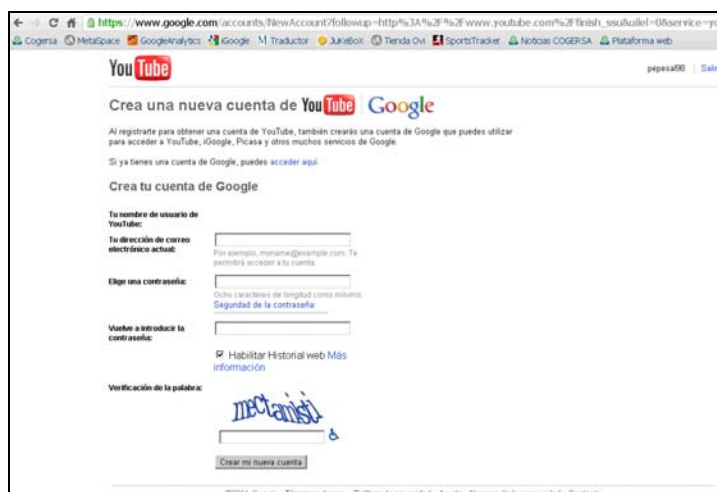 https://www.google.com/accounts/NewAccount?followup=http%3A%2F%2Fwww.youtube.com%2Ffinish_ssu&uilel=0&service=yo
Cogersa MetaSpace GoogleAnalytics iGoogle Traductor JukeBoX Tienda Ovi SportsTracker Noticias COGERSA Plataforma web
YouTube
pepesal98 | Salir
Crea una nueva cuenta de YouTube Google
Al registrarte para obtener una cuenta de YouTube, también crearás una cuenta de Google que puedes utilizar
para acceder a YouTube, iGoogle, Picasa y otros muchos servicios de Google.
Si ya tienes una cuenta de Google, puedes acceder aquí.
Crea tu cuenta de Google
Tu nombre de usuario de
YouTube:
Tu dirección de correo
electrónico actual:
Por ejemplo, myname@example.com. Te
permitirá acceder a tu cuenta.
Elige una contraseña:
Ocho caracteres de longitud como mínimo.
Seguridad de la contraseña:
Vuelve a introducir la
contraseña:
Habilitar Historial web Más
información
Verificación de la palabra:
Crear mi nueva cuenta